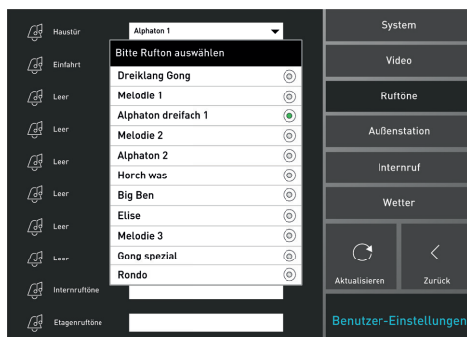 Haustür
Alphaton 1
Einfahrt
Leer
Leer
Leer
Leer
Leer
Leer
Internruftöne
Etagenruftöne
Bitte Rufton auswählen
Dreiklang Gong
Melodie 1
Alphaton dreifach 1
Melodie 2
Alphaton 2
Horch was
Big Ben
Elise
Melodie 3
Gong spezial
Rondo
System
Video
Ruftöne
Außenstation
Internruf
Wetter
Aktualisieren
Zurück
Benutzer-Einstellungen